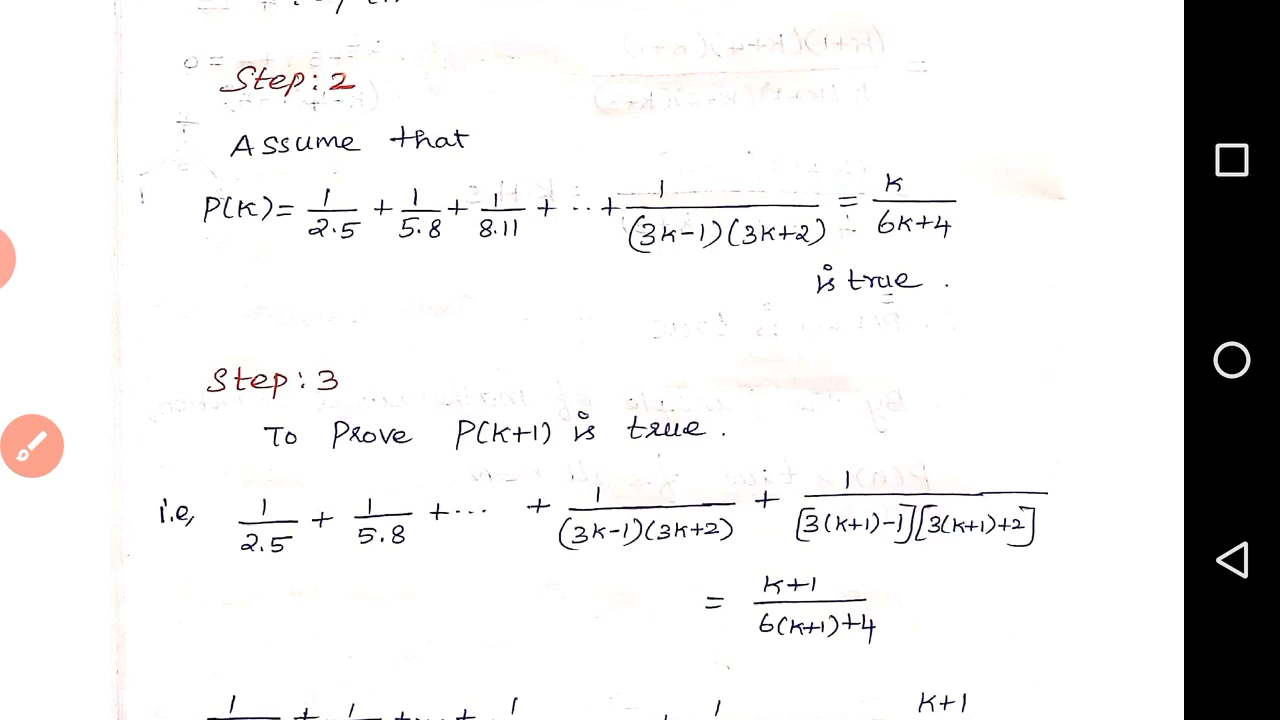 Step: 2
Assume that
P(K) = 1/2.5 + 1/5.8 + 1/8.11 + ... + 1/(3K-1)(3K+2) = K/6K+4
is true.
Step: 3
To Prove P(K+1) is true.
i.e, 1/2.5 + 1/5.8 + ... + 1/(3K-1)(3K+2) + 1/[3(K+1)-1][3(K+1)+2]
= K+1/6(K+1)+4